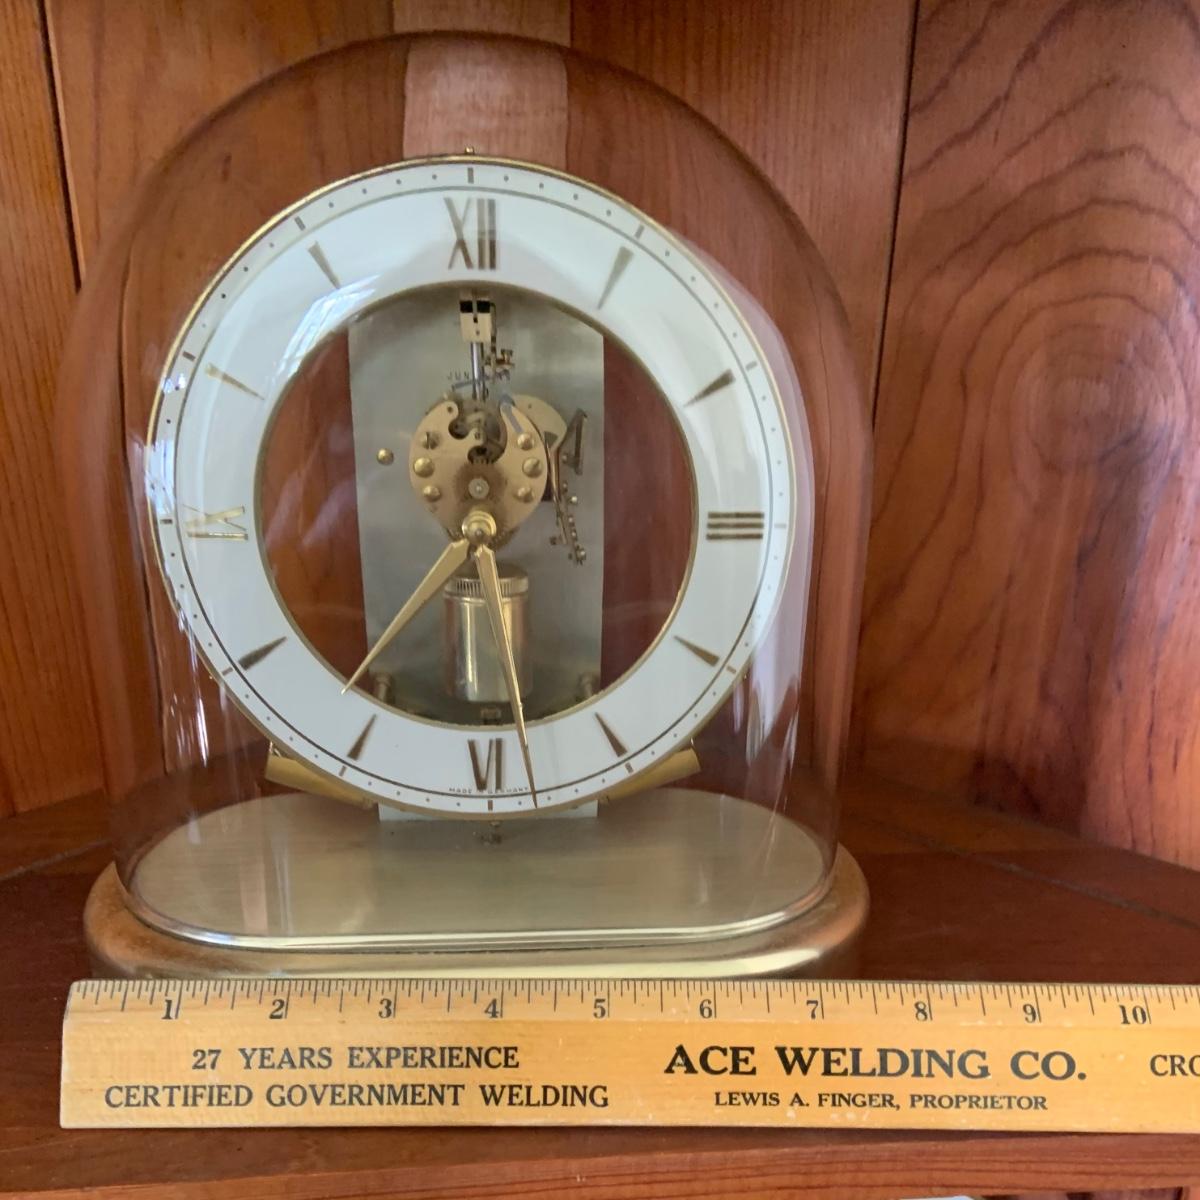 XII
III
VI
IX
MADE IN GERMANY
1 2 3 4 5 6 7 8 9 10
27 YEARS EXPERIENCE
CERTIFIED GOVERNMENT WELDING
ACE WELDING CO.
LEWIS A. FINGER, PROPRIETOR
CRO